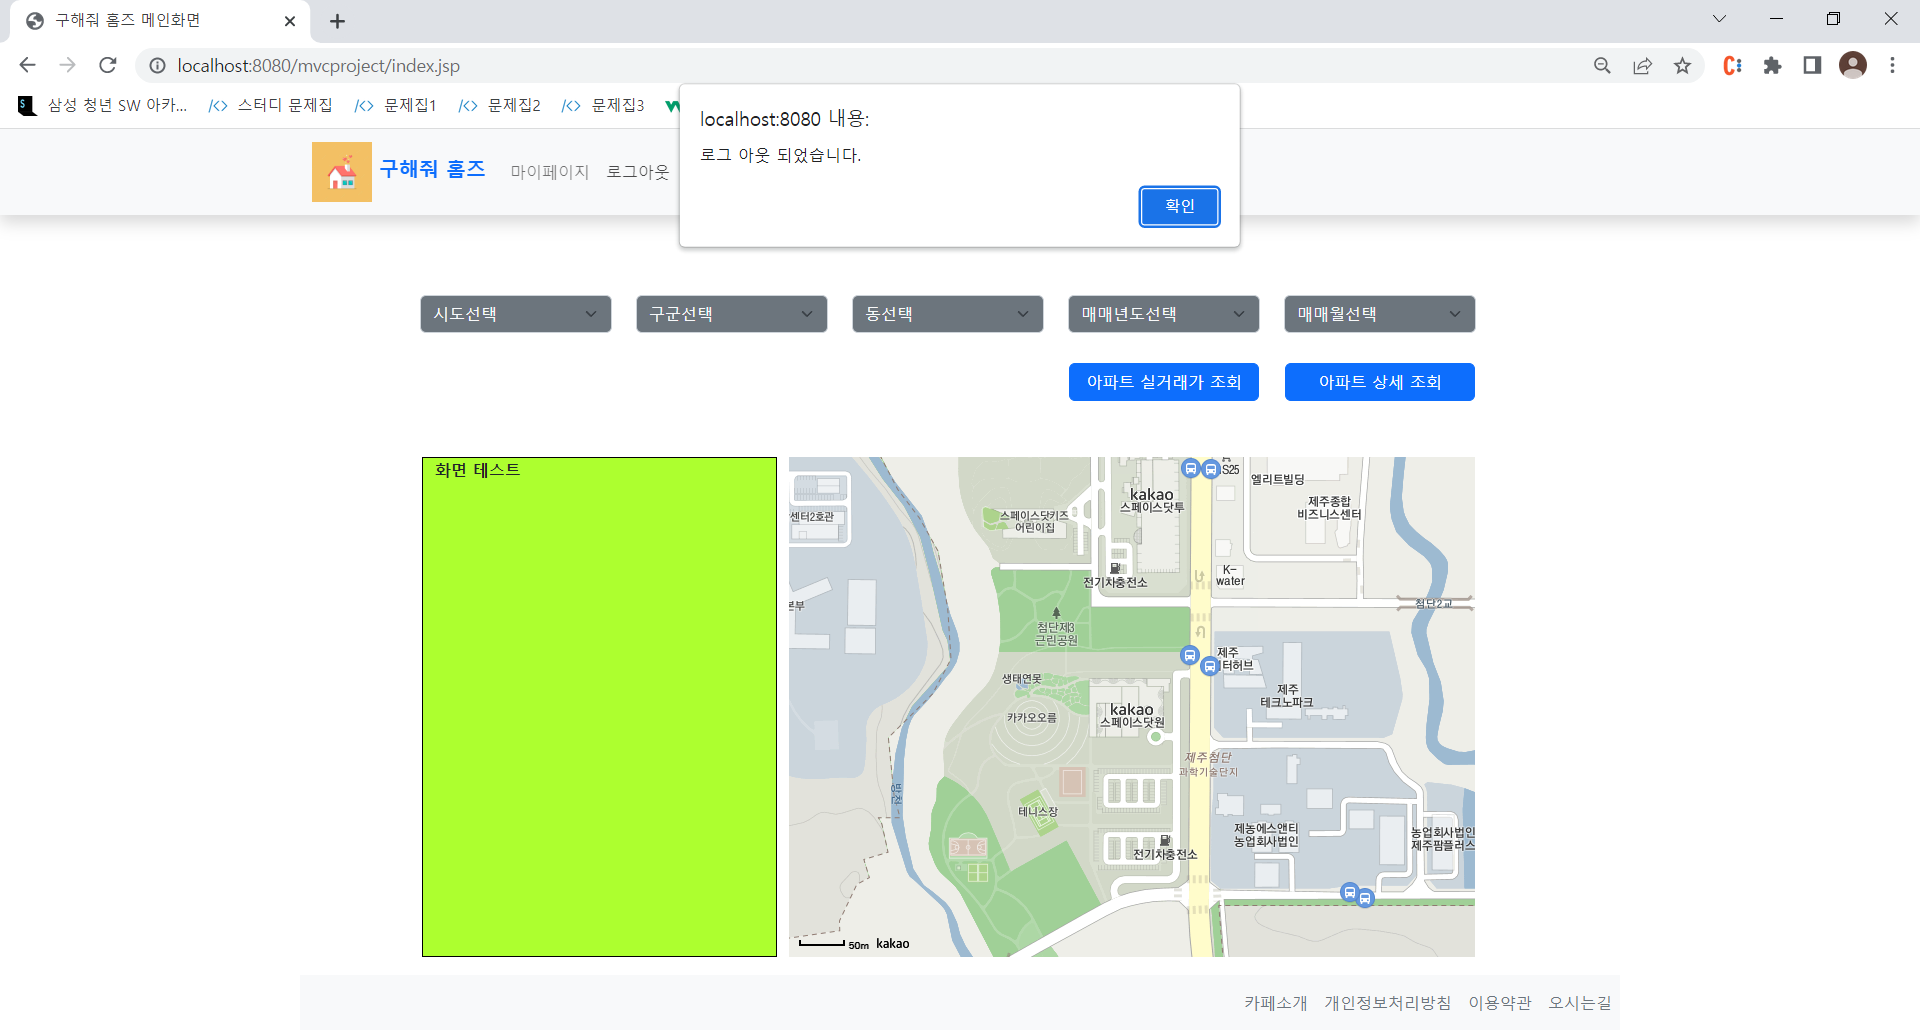 구해줘 홈즈 메인화면
localhost:8080/mvcproject/index.jsp
삼성 청년 SW 아카...
스터디 문제집
문제집1
문제집2
문제집3
localhost:8080 내용:
로그 아웃 되었습니다.
확인
구해줘 홈즈
마이페이지
로그아웃
시도선택
구군선택
동선택
매매년도선택
매매월선택
아파트 실거래가 조회
아파트 상세 조회
화면 테스트
S25
엘리트빌딩
kakao
스페이스닷투
제주종합
비즈니스센터
센터2호관
스페이스닷키즈
어린이집
전기차충전소
K-
water
본부
첨단2교
첨단제3
근린공원
제주
테크노파크
제주
터허브
생태연못
카카오오름
kakao
스페이스닷원
제주첨단
과학기술단지
테니스장
제농에스앤티
농업회사법인
농업회사법인
제주팜플러스
전기차충전소
50m kakao
카페소개
개인정보처리방침
이용약관
오시는길